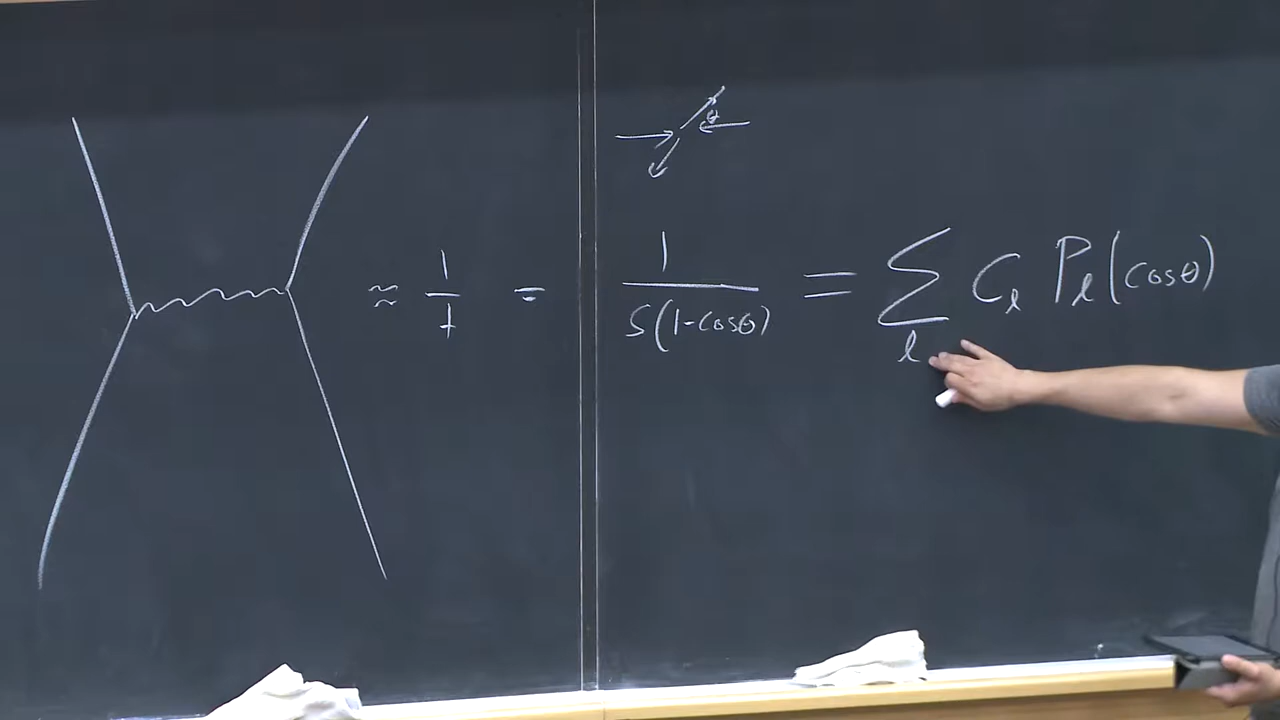 θ
≈ 1/t = 1/S(1-cosθ) = Σ_l C_l P_l(cosθ)